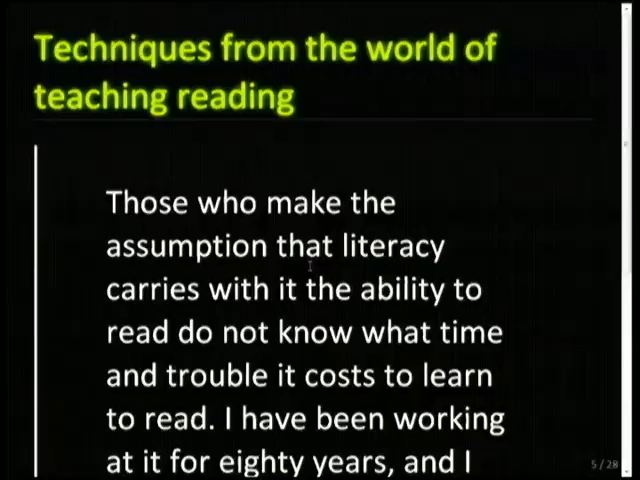 Techniques from the world of
teaching reading
Those who make the
assumption that literacy
carries with it the ability to
read do not know what time
and trouble it costs to learn
to read. I have been working
at it for eighty years, and I
5 / 28